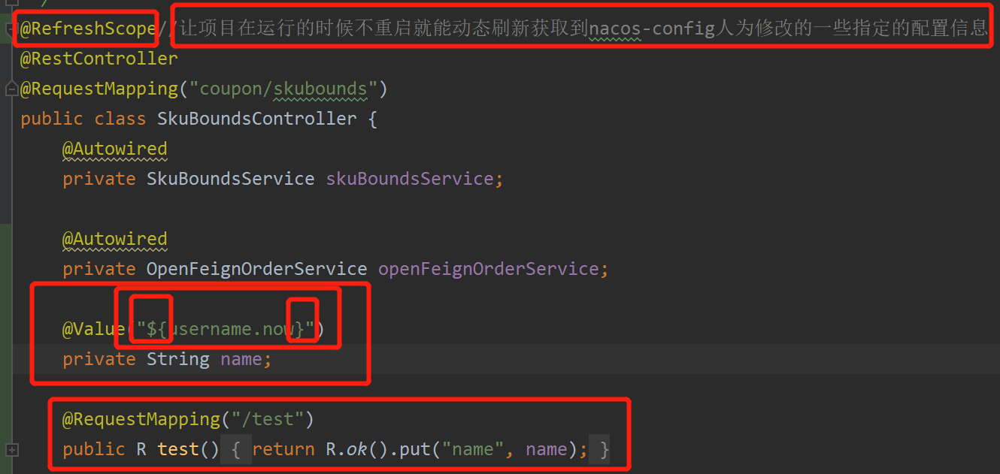 @RefreshScope//让项目在运行的时候不重启就能动态刷新获取到nacos-config人为修改的一些指定的配置信息
@RestController
@RequestMapping("coupon/skubounds")
public class SkuBoundsController {
@Autowired
private SkuBoundsService skuBoundsService;
@Autowired
private OpenFeignOrderService openFeignOrderService;
@Value("${username.now}")
private String name;
@RequestMapping("/test")
public R test() { return R.ok().put("name", name); }